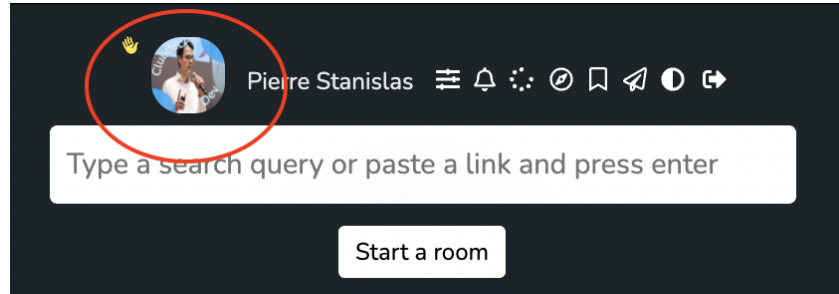 Pierre Stanislas
Type a search query or paste a link and press enter
Start a room